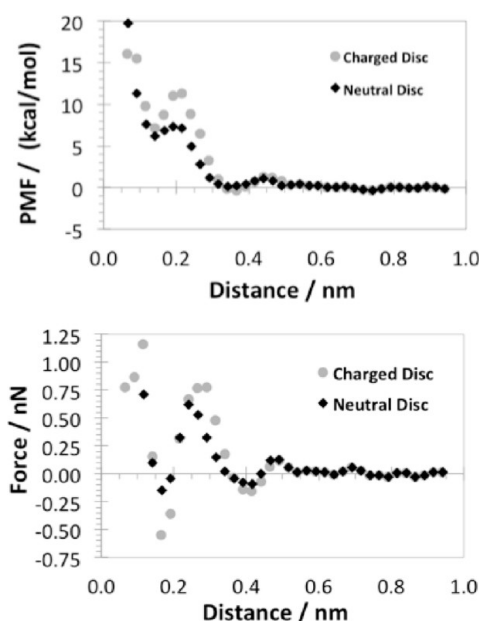 20
15
10
5
0
-5
PMF / (kcal/mol)
Charged Disc
Neutral Disc
0.0 0.2 0.4 0.6 0.8 1.0
Distance / nm
1.25
1.00
0.75
0.50
0.25
0.00
-0.25
-0.50
-0.75
Force / nN
Charged Disc
Neutral Disc
0.0 0.2 0.4 0.6 0.8 1.0
Distance / nm